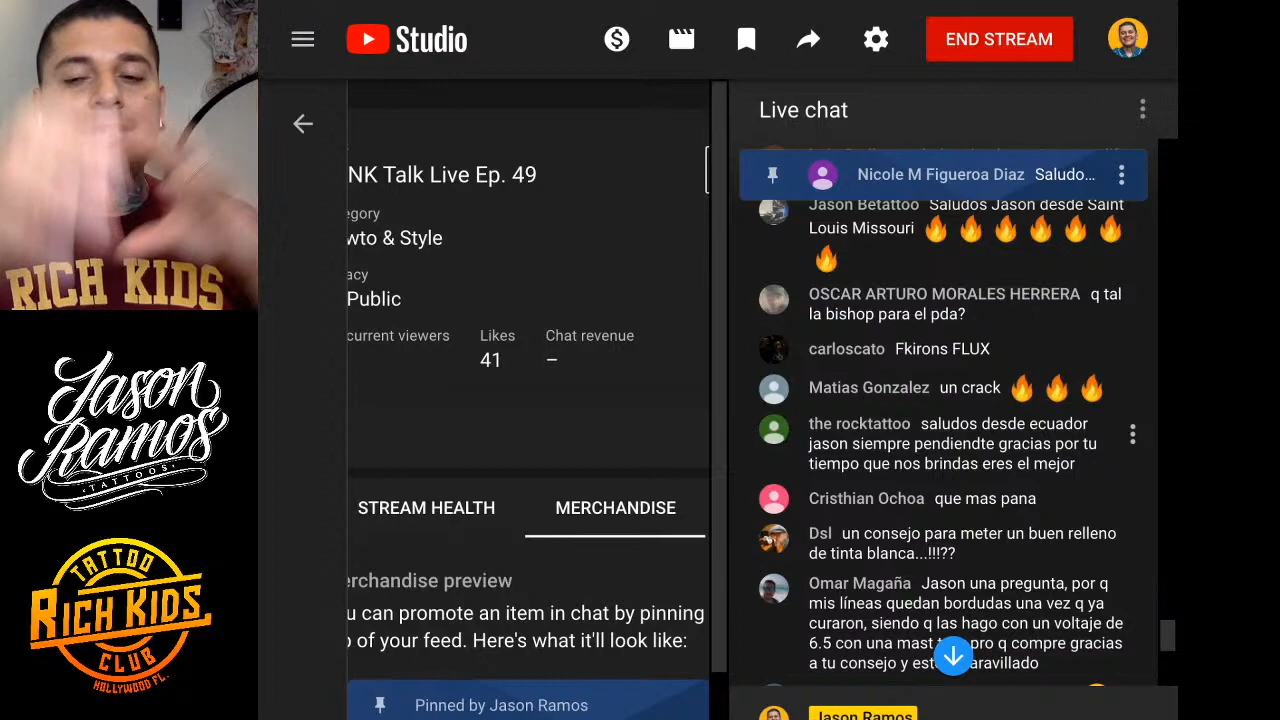 Studio
END STREAM
RICH KIDS
Jason
Ramos
TATTOOS
TATTOO
RICH KIDS
CLUB
HOLLYWOOD FL.
NK Talk Live Ep. 49
egory
wto & Style
acy
Public
current viewers Likes Chat revenue
41 –
STREAM HEALTH MERCHANDISE
erchandise preview
u can promote an item in chat by pinning
of your feed. Here's what it'll look like:
Pinned by Jason Ramos
Live chat
Nicole M Figueroa Diaz Saludo...
Jason Betattoo Saludos Jason desde Saint
Louis Missouri
OSCAR ARTURO MORALES HERRERA q tal
la bishop para el pda?
carloscato Fkirons FLUX
Matias Gonzalez un crack
the rocktattoo saludos desde ecuador
jason siempre pendiendte gracias por tu
tiempo que nos brindas eres el mejor
Cristhian Ochoa que mas pana
Dsl un consejo para meter un buen relleno
de tinta blanca...!!!??
Omar Magaña Jason una pregunta, por q
mis líneas quedan bordudas una vez q ya
curaron, siendo q las hago con un voltaje de
6.5 con una mast pro q compre gracias
a tu consejo y est aravillado
Jason Ramos